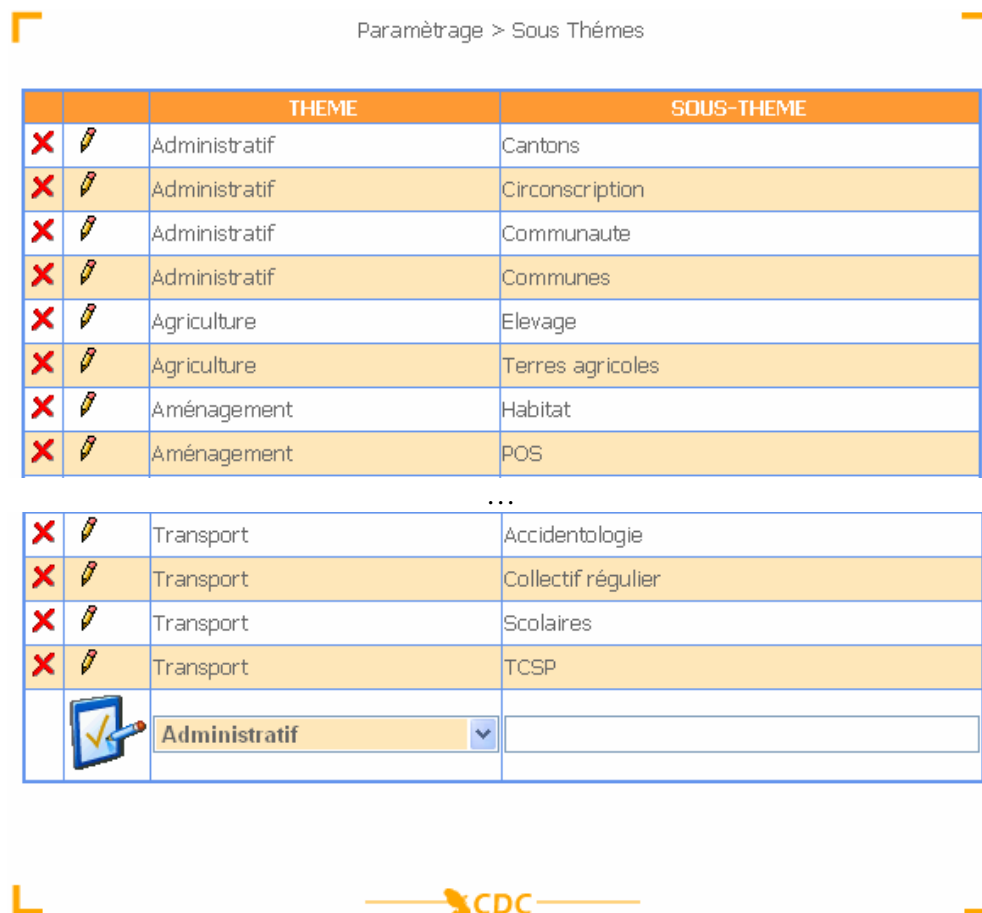 Paramètrage > Sous Thémes
THEME SOUS-THEME
Administratif Cantons
Administratif Circonscription
Administratif Communaute
Administratif Communes
Agriculture Elevage
Agriculture Terres agricoles
Aménagement Habitat
Aménagement POS
...
Transport Accidentologie
Transport Collectif régulier
Transport Scolaires
Transport TCSP
Administratif
CDC